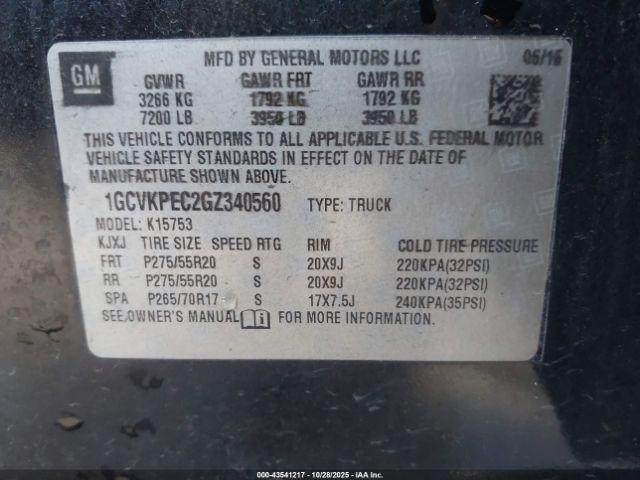 GM
MFD BY GENERAL MOTORS LLC 06/16
GVWR GAWR FRT GAWR RR
3266 KG 1792 KG 1792 KG
7200 LB 3950 LB 3950 LB
THIS VEHICLE CONFORMS TO ALL APPLICABLE U.S. FEDERAL MOTOR
VEHICLE SAFETY STANDARDS IN EFFECT ON THE DATE OF
MANUFACTURE SHOWN ABOVE.
1GCVKPEC2GZ340560 TYPE: TRUCK
MODEL: K15753
KJXJ TIRE SIZE SPEED RTG RIM COLD TIRE PRESSURE
FRT P275/55R20 S 20X9J 220KPA(32PSI)
RR P275/55R20 S 20X9J 220KPA(32PSI)
SPA P265/70R17 S 17X7.5J 240KPA(35PSI)
SEE OWNER'S MANUAL FOR MORE INFORMATION.
000-43541217 - 10/28/2025 - IAAI.COM